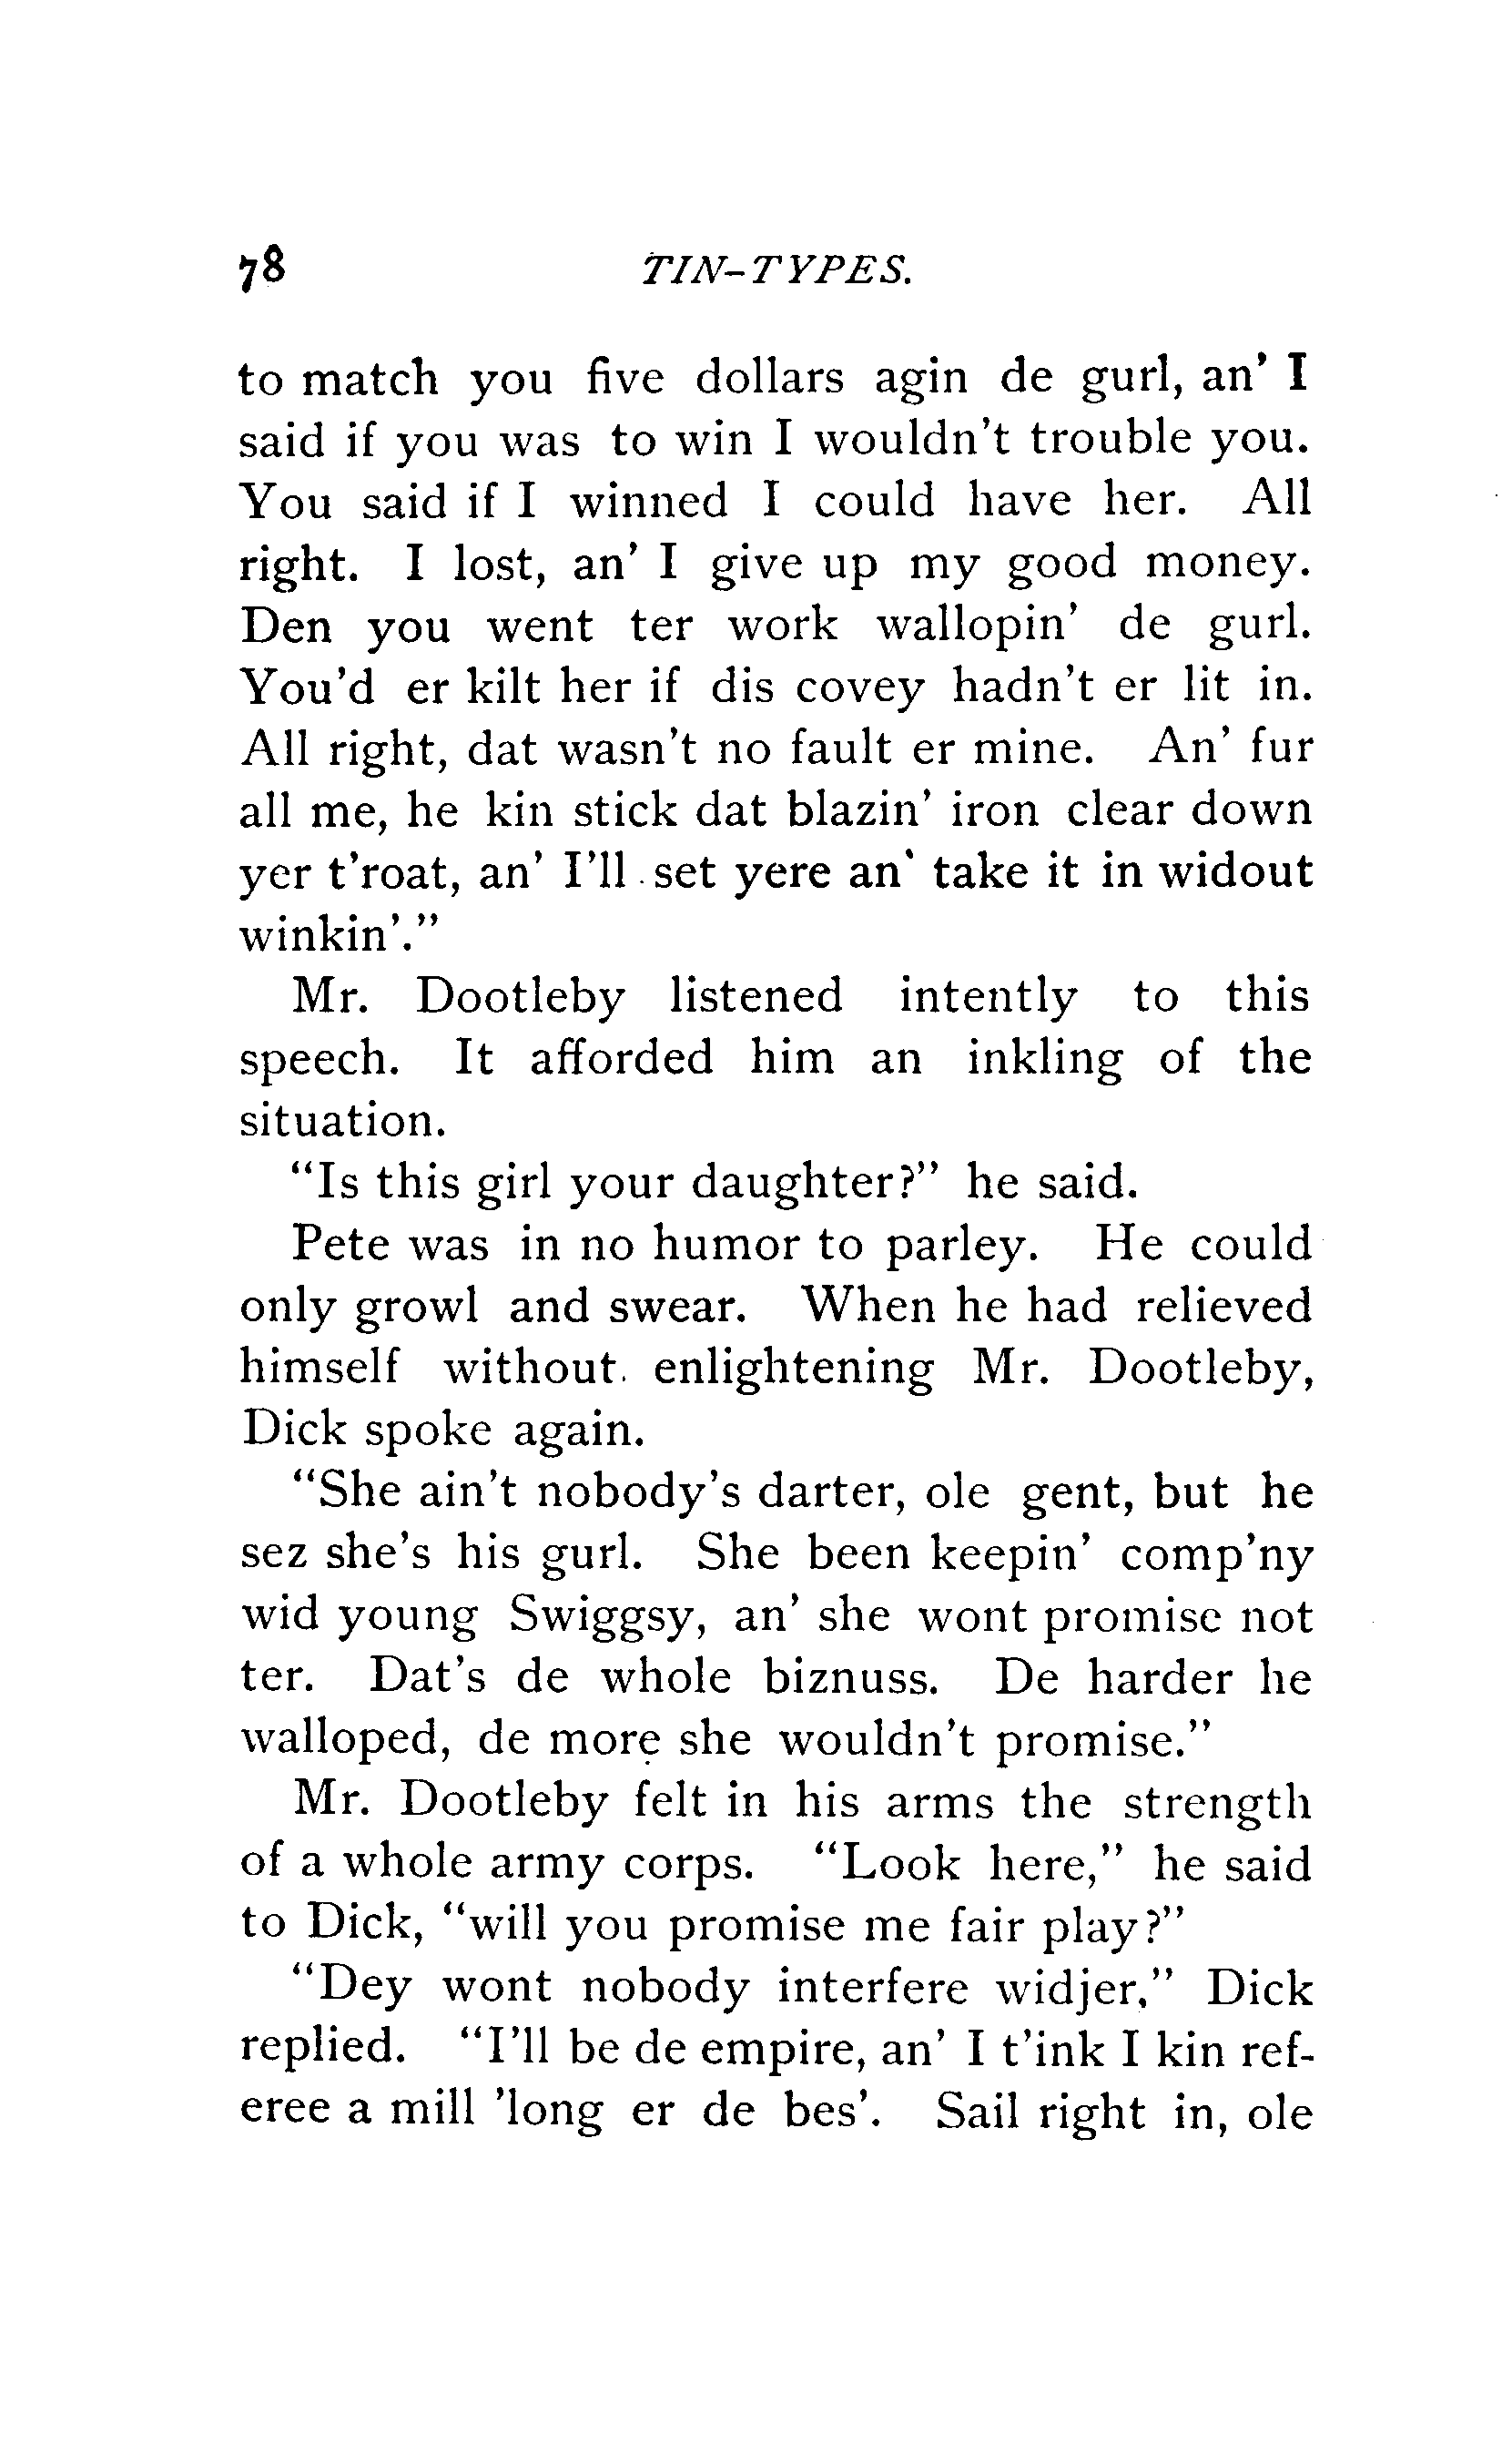 78 TIN-TYPES.
to match you five dollars agin de gurl, an' I
said if you was to win I wouldn't trouble you.
You said if I winned I could have her. All
right. I lost, an' I give up my good money.
Den you went ter work wallopin' de gurl.
You'd er kilt her if dis covey hadn't er lit in.
All right, dat wasn't no fault er mine. An' fur
all me, he kin stick dat blazin' iron clear down
yer t'roat, an' I'll set yere an' take it in widout
winkin'."
Mr. Dootleby listened intently to this
speech. It afforded him an inkling of the
situation.
"Is this girl your daughter?" he said.
Pete was in no humor to parley. He could
only growl and swear. When he had relieved
himself without enlightening Mr. Dootleby,
Dick spoke again.
"She ain't nobody's darter, ole gent, but he
sez she's his gurl. She been keepin' comp'ny
wid young Swiggsy, an' she wont promise not
ter. Dat's de whole biznuss. De harder he
walloped, de more she wouldn't promise."
Mr. Dootleby felt in his arms the strength
of a whole army corps. "Look here," he said
to Dick, "will you promise me fair play?"
"Dey wont nobody interfere widjer," Dick
replied. "I'll be de empire, an' I t'ink I kin ref-
eree a mill 'long er de bes'. Sail right in, ole